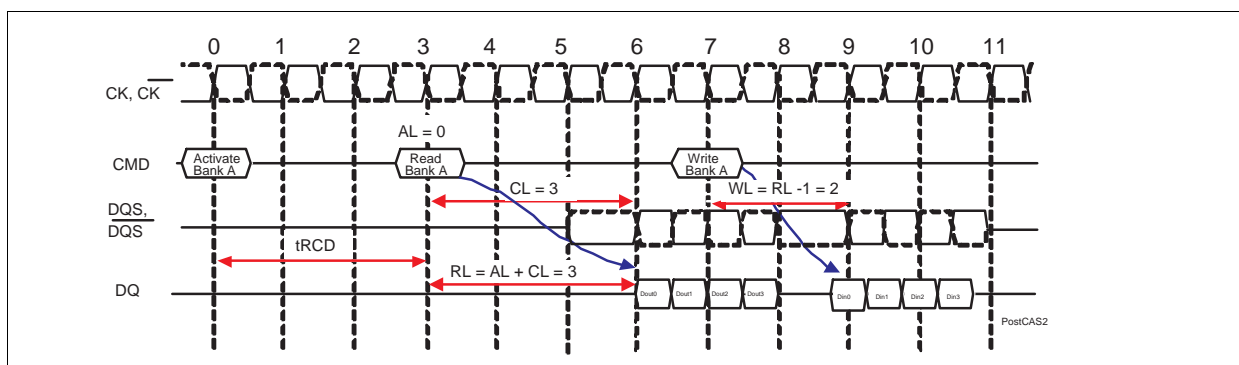 0 1 2 3 4 5 6 7 8 9 10 11
CK, CK
AL = 0
CMD Activate Bank A Read Bank A Write Bank A
CL = 3 WL = RL -1 = 2
DQS,
DQS
tRCD
RL = AL + CL = 3
DQ Dout0 Dout1 Dout2 Dout3 Din0 Din1 Din2 Din3
PostCAS2